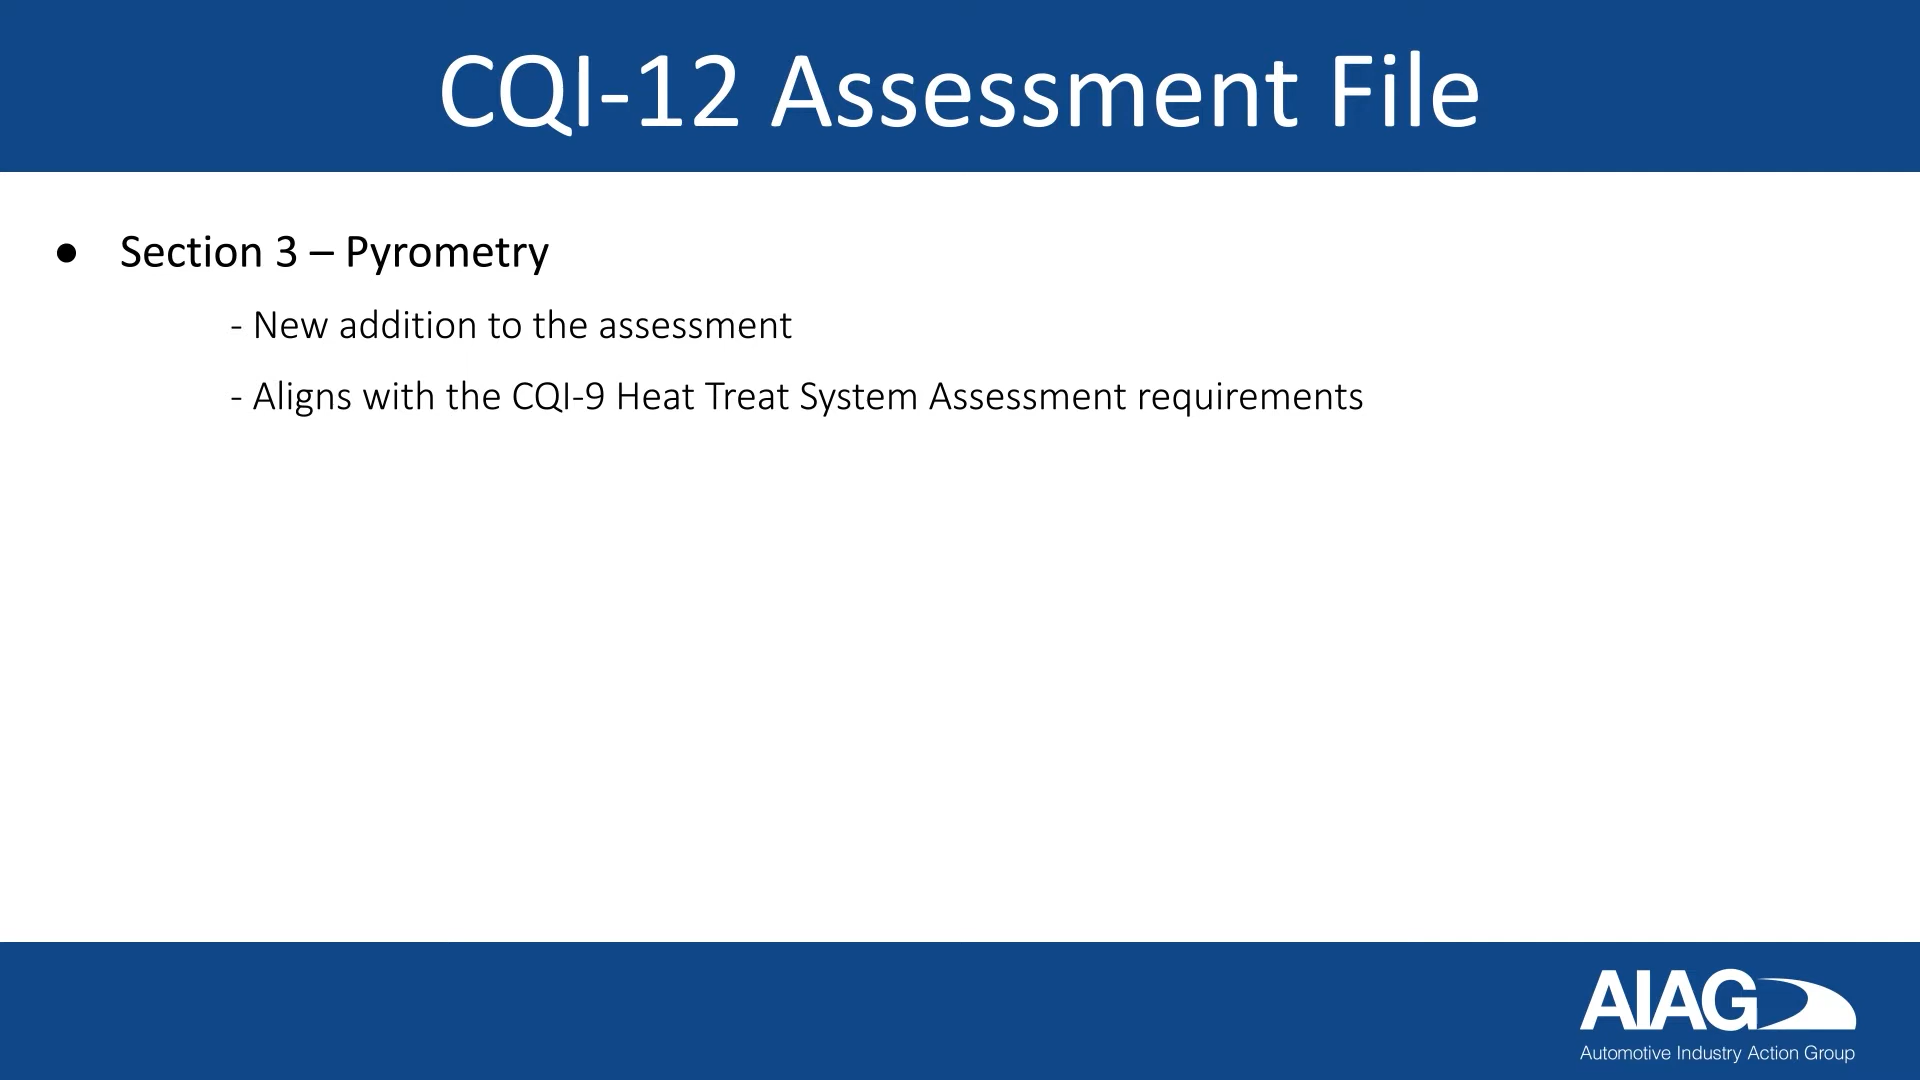 CQI-12 Assessment File
● Section 3 – Pyrometry
- New addition to the assessment
- Aligns with the CQI-9 Heat Treat System Assessment requirements
AIAG
Automotive Industry Action Group